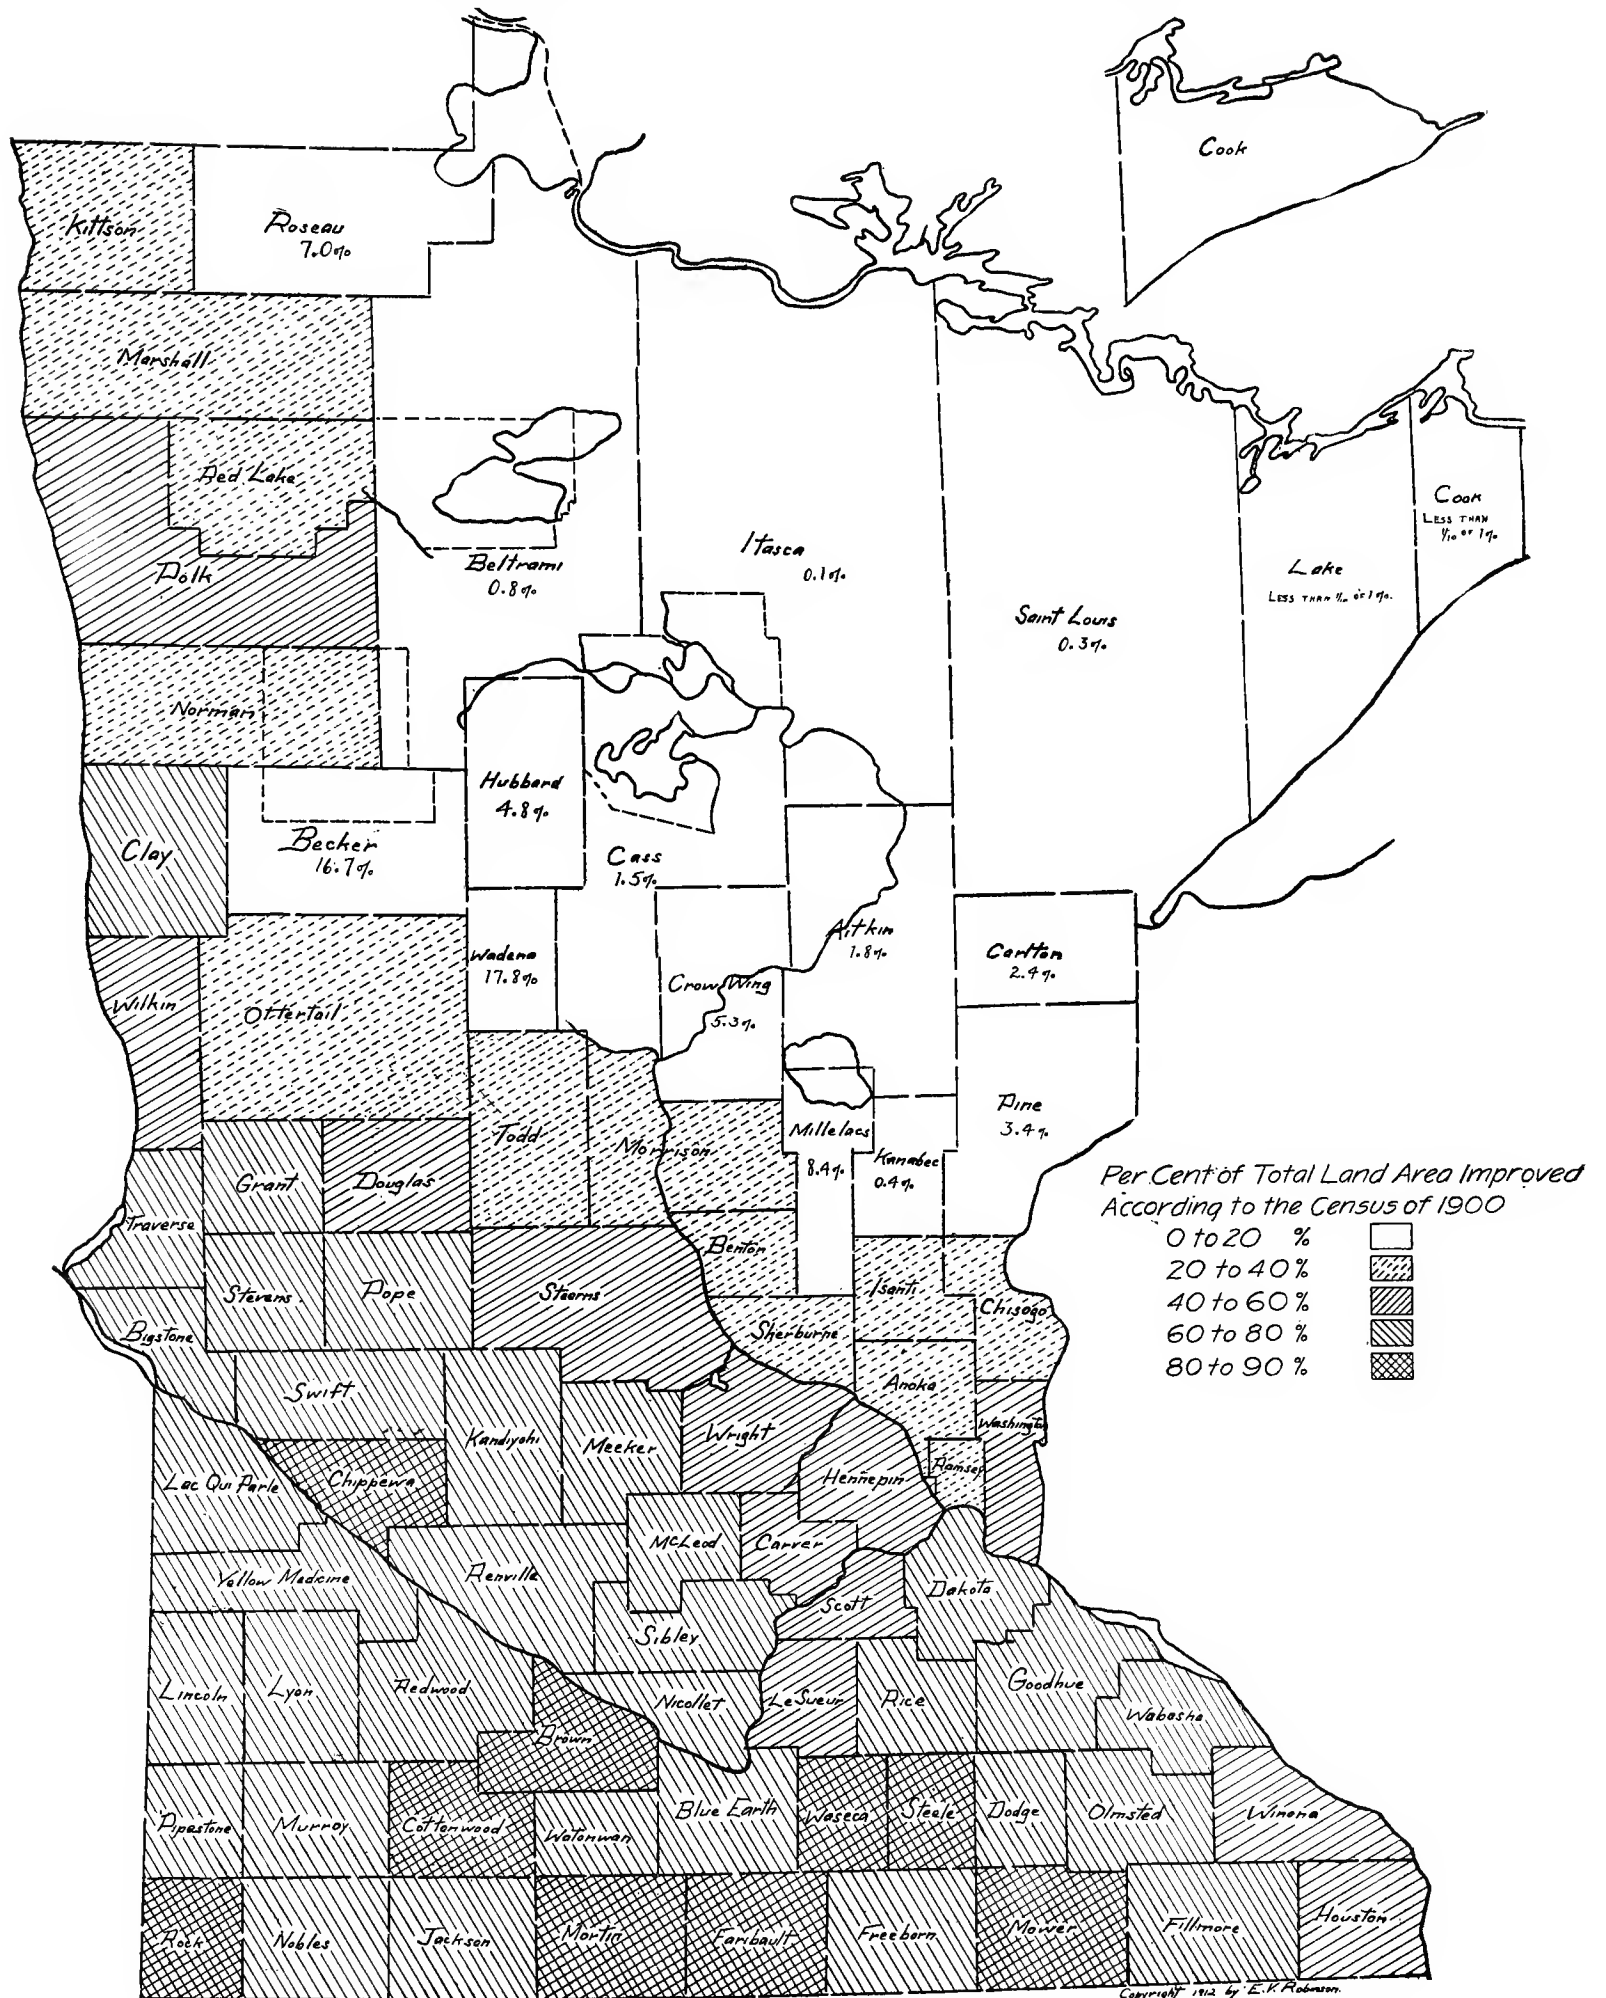 Cook
Kittson
Roseau
7.0%
Marshall
Red Lake
Polk
Beltrami
0.8%
Itasca
0.1%
Saint Louis
0.3%
Lake
LESS THAN 1/10 OF 1%.
Cook
LESS THAN
1/10 OF 1%
Norman
Hubbard
4.8%
Clay
Becker
16.7%
Cass
1.5%
Wadena
17.8%
Aitkin
1.8%
Carlton
2.4%
Wilkin
Ottertail
Crow Wing
5.3%
Pine
3.4%
Todd
Morrison
Millelacs
8.4%
Kanabec
0.4%
Grant
Douglas
Traverse
Benton
Per Cent of Total Land Area Improved
According to the Census of 1900
0 to 20 %
20 to 40 %
40 to 60 %
60 to 80 %
80 to 90 %
Stevens
Pope
Stearns
Isanti
Chisago
Bigstone
Sherburne
Swift
Anoka
Washington
Kandiyohi
Meeker
Wright
Ramsey
Lac Qui Parle
Chippewa
Hennepin
McLeod
Carver
Yellow Medicine
Renville
Scott
Dakota
Sibley
Lincoln
Lyon
Redwood
Nicollet
LeSueur
Rice
Goodhue
Wabasha
Brown
Pipestone
Murray
Cottonwood
Watonwan
Blue Earth
Waseca
Steele
Dodge
Olmsted
Winona
Rock
Nobles
Jackson
Martin
Faribault
Freeborn
Mower
Fillmore
Houston
Copyright 1912 by E.V. Robinson.